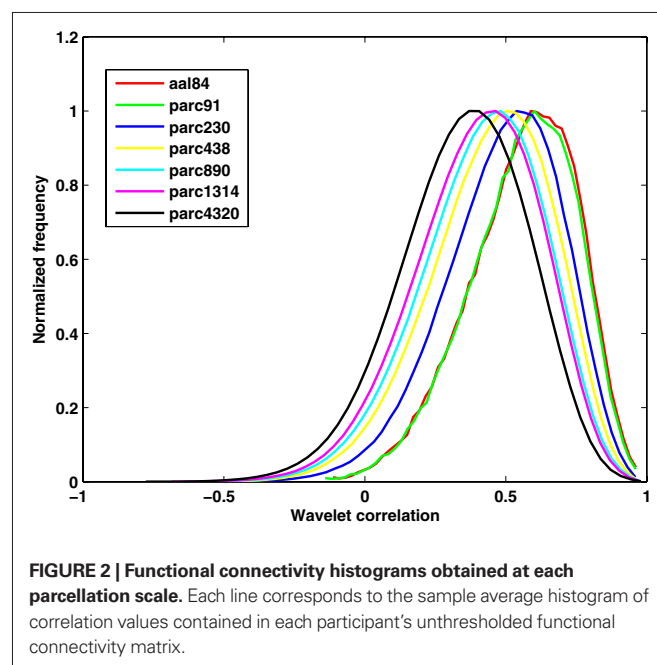 1.2
1
0.8
0.6
0.4
0.2
0
Normalized frequency
aal84
parc91
parc230
parc438
parc890
parc1314
parc4320
−1 −0.5 0 0.5 1
Wavelet correlation
FIGURE 2 | Functional connectivity histograms obtained at each
parcellation scale. Each line corresponds to the sample average histogram of
correlation values contained in each participant's unthresholded functional
connectivity matrix.